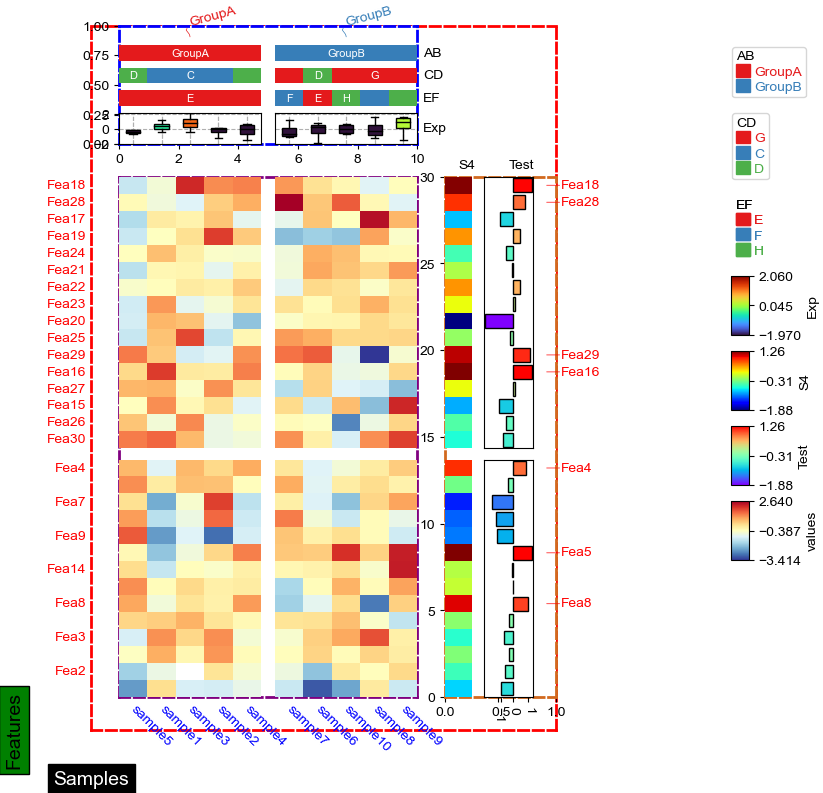 GroupA GroupB
1.00
0.75
0.50
0.25
0.00
GroupA GroupB AB
D C D G CD
E F E H EF
2
0
Exp
0 2 4 6 8 10
S4 Test
Fea18
Fea28
Fea17
Fea19
Fea24
Fea21
Fea22
Fea23
Fea20
Fea25
Fea29
Fea16
Fea27
Fea15
Fea26
Fea30
Fea4
Fea7
Fea9
Fea14
Fea8
Fea3
Fea2
30
25
20
15
10
5
0
Fea18
Fea28
Fea29
Fea16
Fea4
Fea5
Fea8
0.0 0.5 1.0
0
1
sample5
sample1
sample3
sample2
sample4
sample7
sample6
sample10
sample8
sample9
Features
Samples
AB
GroupA
GroupB
CD
G
C
D
EF
E
F
H
2.060
0.045
−1.970
Exp
1.26
−0.31
−1.88
S4
1.26
−0.31
−1.88
Test
2.640
−0.387
−3.414
values